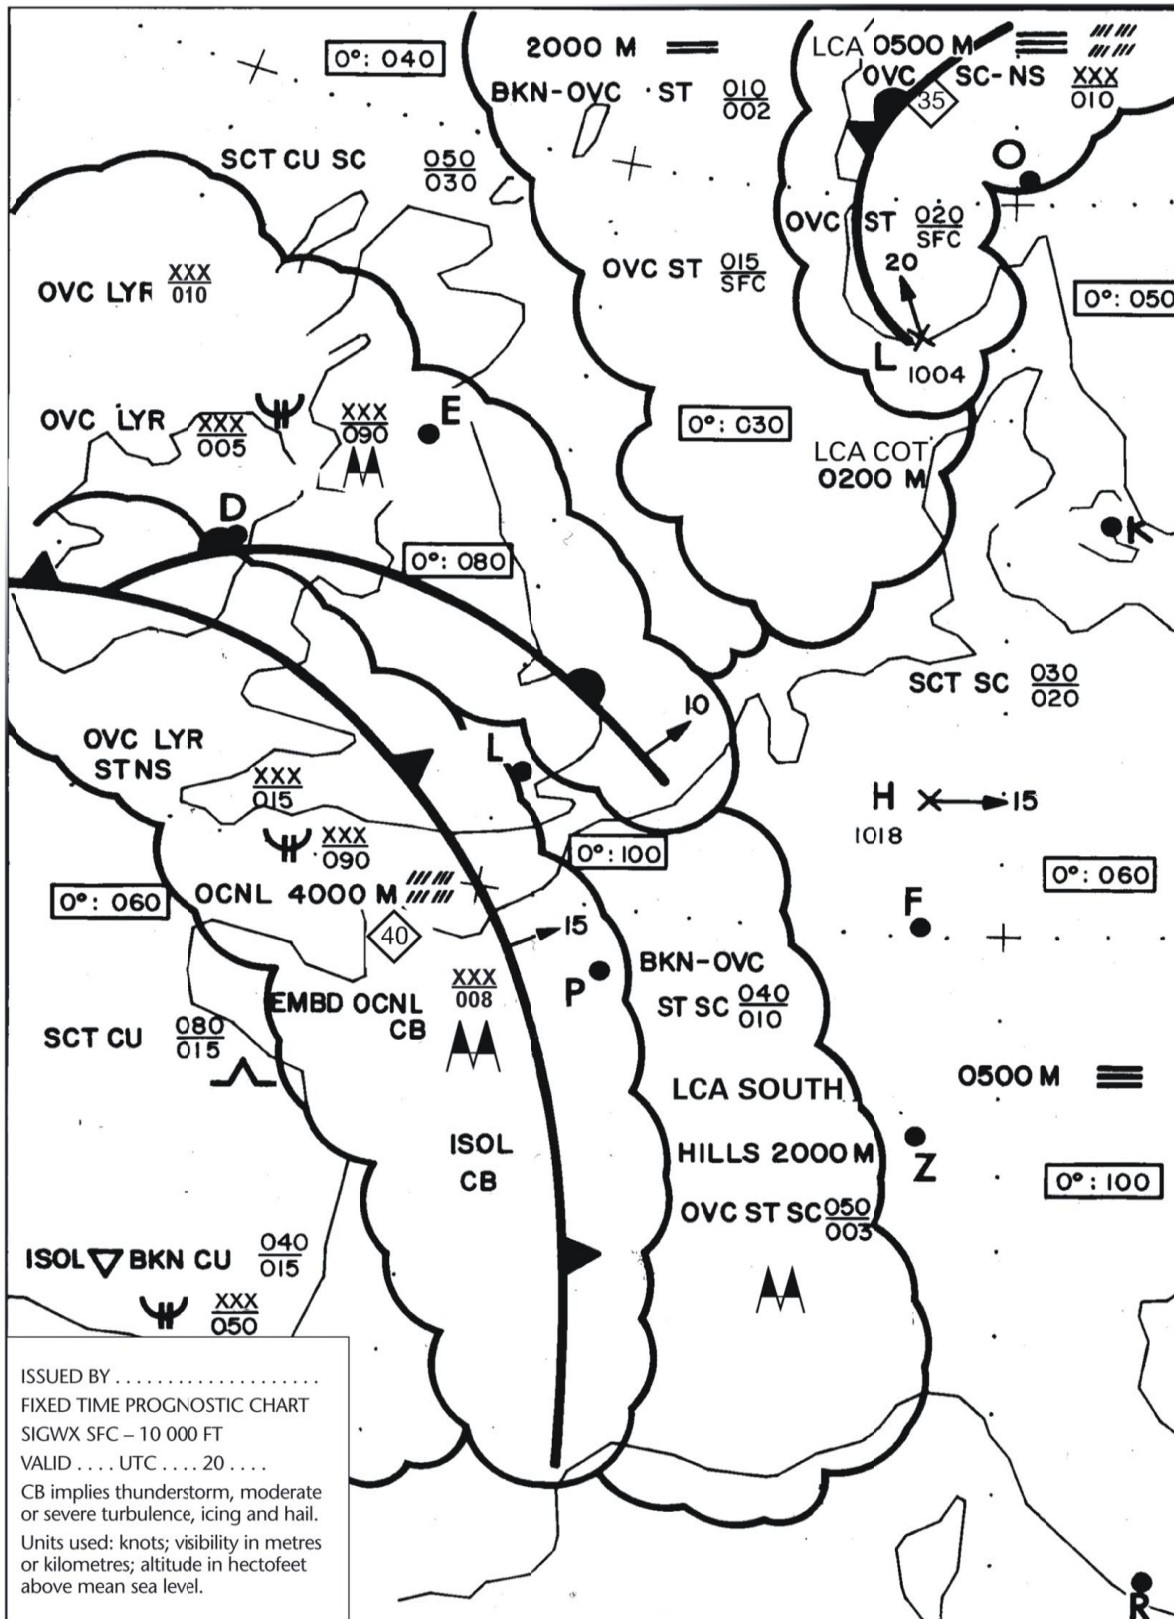 0°: 040
2000 M
BKN-OVC ST 010
002
LCA 0500 M
OVC SC-NS XXX
010
35
O
SCT CU SC 050
030
OVC ST 020
SFC
20
OVC ST 015
SFC
OVC LYR XXX
010
0°: 050
L 1004
OVC LYR XXX
005
XXX
090
E
0°: 030
LCA COT
0200 M
D
K
0°: 080
SCT SC 030
020
10
OVC LYR
ST NS
XXX
015
L
H 15
1018
XXX
090
0°: 100
0°: 060
0°: 060
OCNL 4000 M
40
15
F
P
BKN-OVC
ST SC 040
010
EMBD OCNL
CB
XXX
008
SCT CU 080
015
0500 M
LCA SOUTH
HILLS 2000 M
OVC ST SC 050
003
ISOL
CB
Z
0°: 100
ISOL BKN CU 040
015
XXX
050
ISSUED BY . . . . . . . . . . . . . . . . . . . .
FIXED TIME PROGNOSTIC CHART
SIGWX SFC – 10 000 FT
VALID . . . . UTC . . . . 20 . . . .
CB implies thunderstorm, moderate
or severe turbulence, icing and hail.
Units used: knots; visibility in metres
or kilometres; altitude in hectofeet
above mean sea level.
R